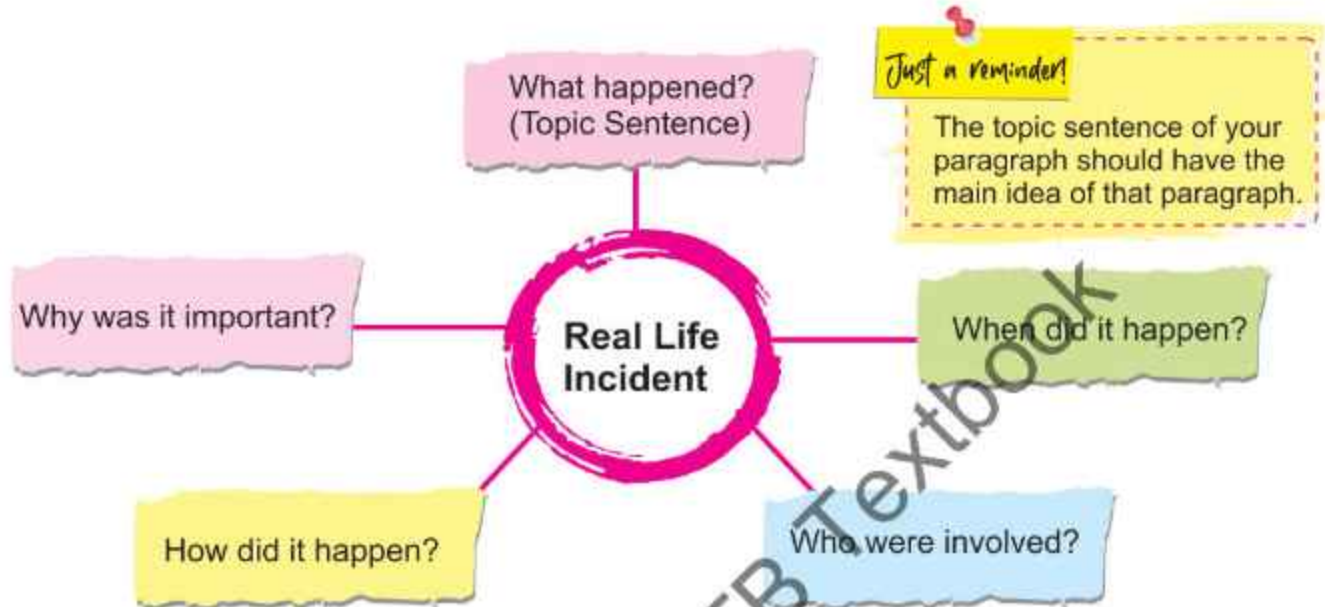 What happened?
(Topic Sentence)
Just a reminder!
The topic sentence of your
paragraph should have the
main idea of that paragraph.
Why was it important?
Real Life
Incident
When did it happen?
How did it happen?
Who were involved?
TB Textbook